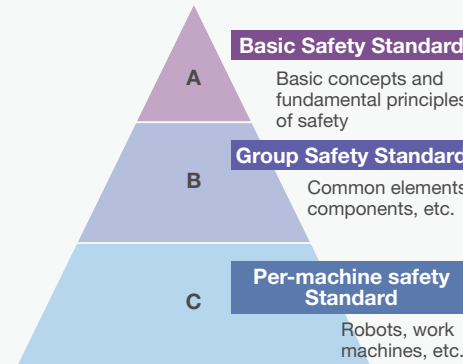 A
Basic Safety Standard
Basic concepts and
fundamental principles
of safety
B
Group Safety Standard
Common elements
components, etc.
C
Per-machine safety
Standard
Robots, work
machines, etc.